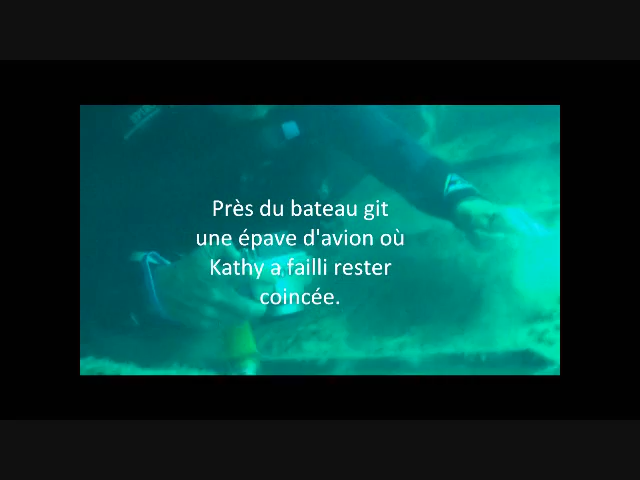 Près du bateau git
une épave d'avion où
Kathy a failli rester
coincée.